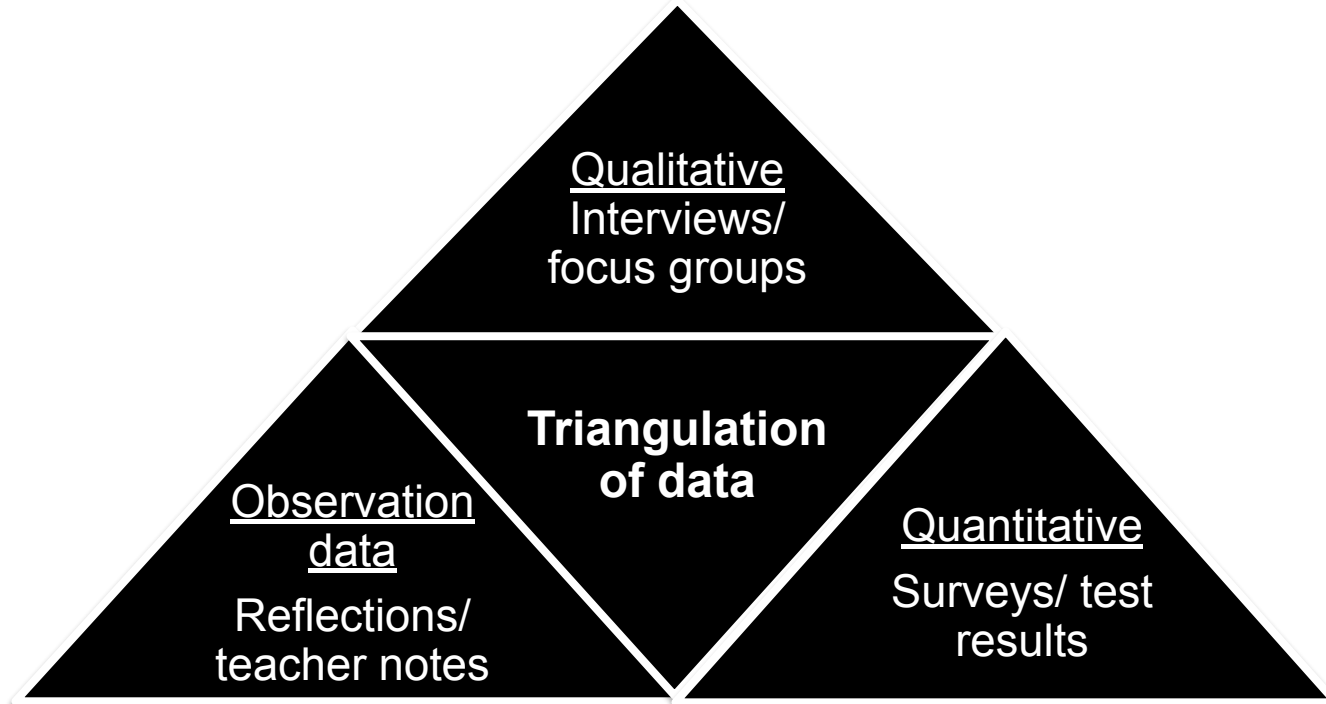 Qualitative
Interviews/
focus groups
Triangulation
of data
Observation
data
Reflections/
teacher notes
Quantitative
Surveys/ test
results